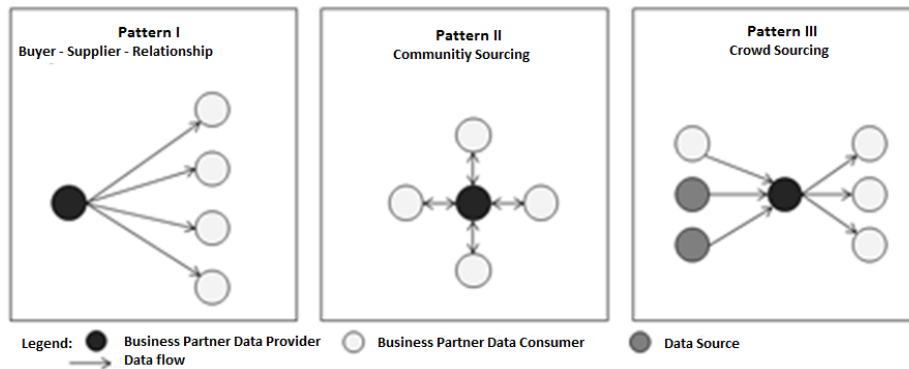 Pattern I
Buyer - Supplier - Relationship
Pattern II
Communitiy Sourcing
Pattern III
Crowd Sourcing
Legend: Business Partner Data Provider Business Partner Data Consumer Data Source
Data flow